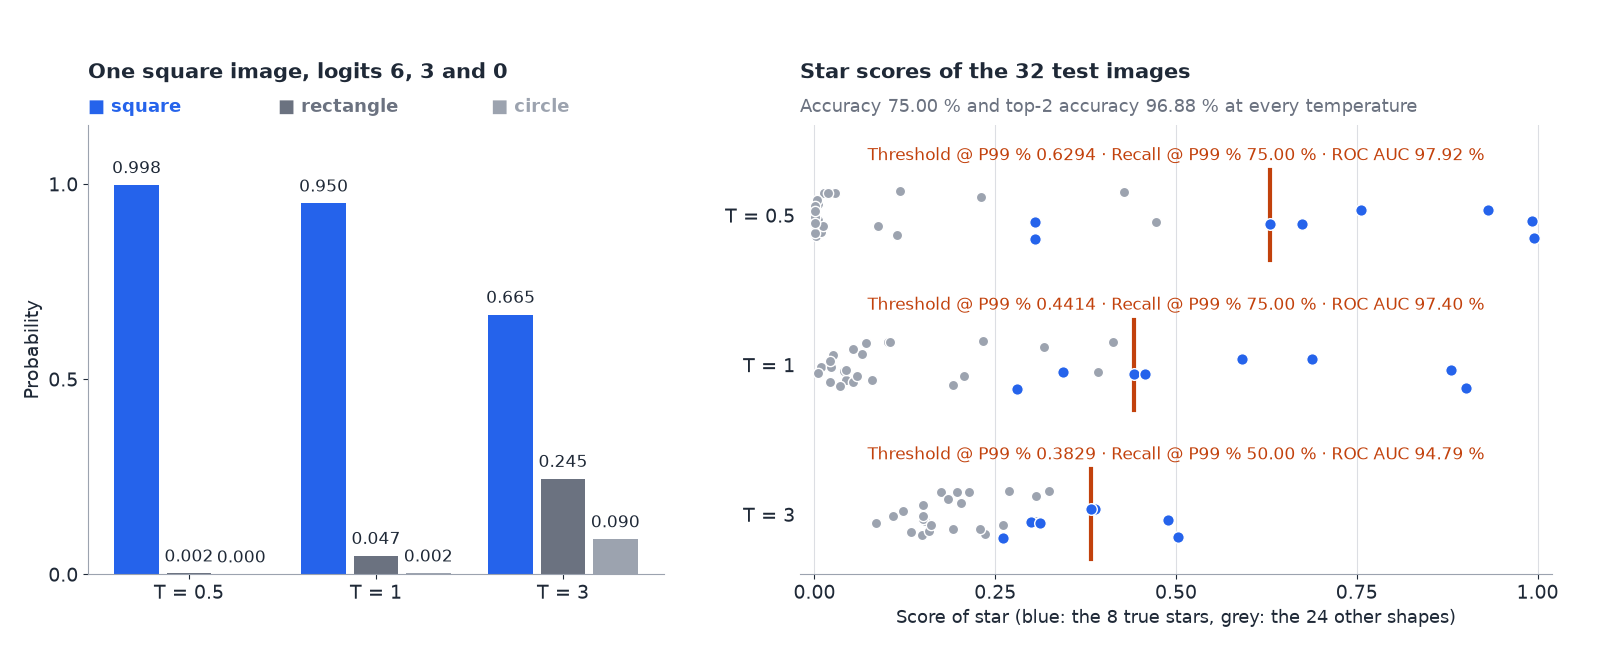 One square image, logits 6, 3 and 0
square
rectangle
circle
Probability
1.0
0.5
0.0
0.998
0.002
0.000
0.950
0.047
0.002
0.665
0.245
0.090
T = 0.5
T = 1
T = 3
Star scores of the 32 test images
Accuracy 75.00 % and top-2 accuracy 96.88 % at every temperature
Threshold @ P99 % 0.6294 · Recall @ P99 % 75.00 % · ROC AUC 97.92 %
T = 0.5
Threshold @ P99 % 0.4414 · Recall @ P99 % 75.00 % · ROC AUC 97.40 %
T = 1
Threshold @ P99 % 0.3829 · Recall @ P99 % 50.00 % · ROC AUC 94.79 %
T = 3
0.00
0.25
0.50
0.75
1.00
Score of star (blue: the 8 true stars, grey: the 24 other shapes)